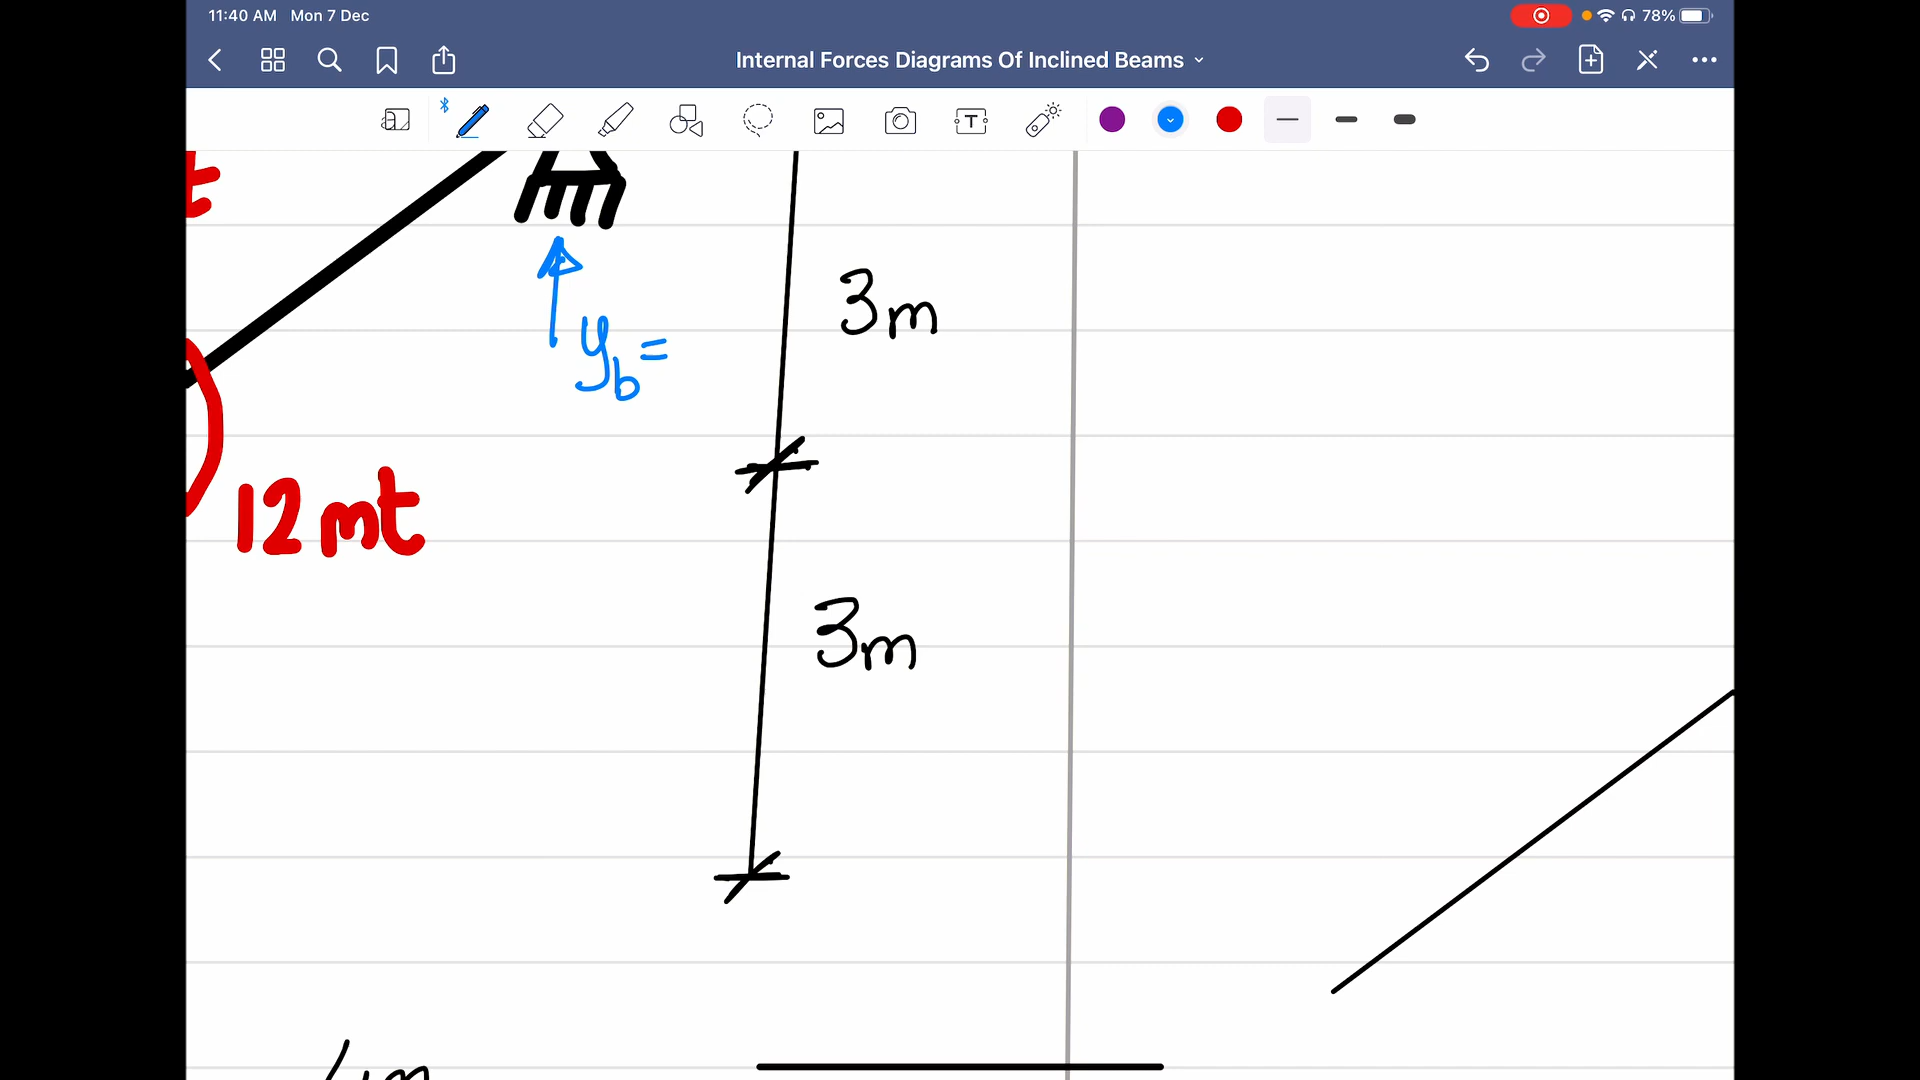 11:40 AM Mon 7 Dec
78%
Internal Forces Diagrams Of Inclined Beams
T
t
3m
y_b =
12 mt
3m